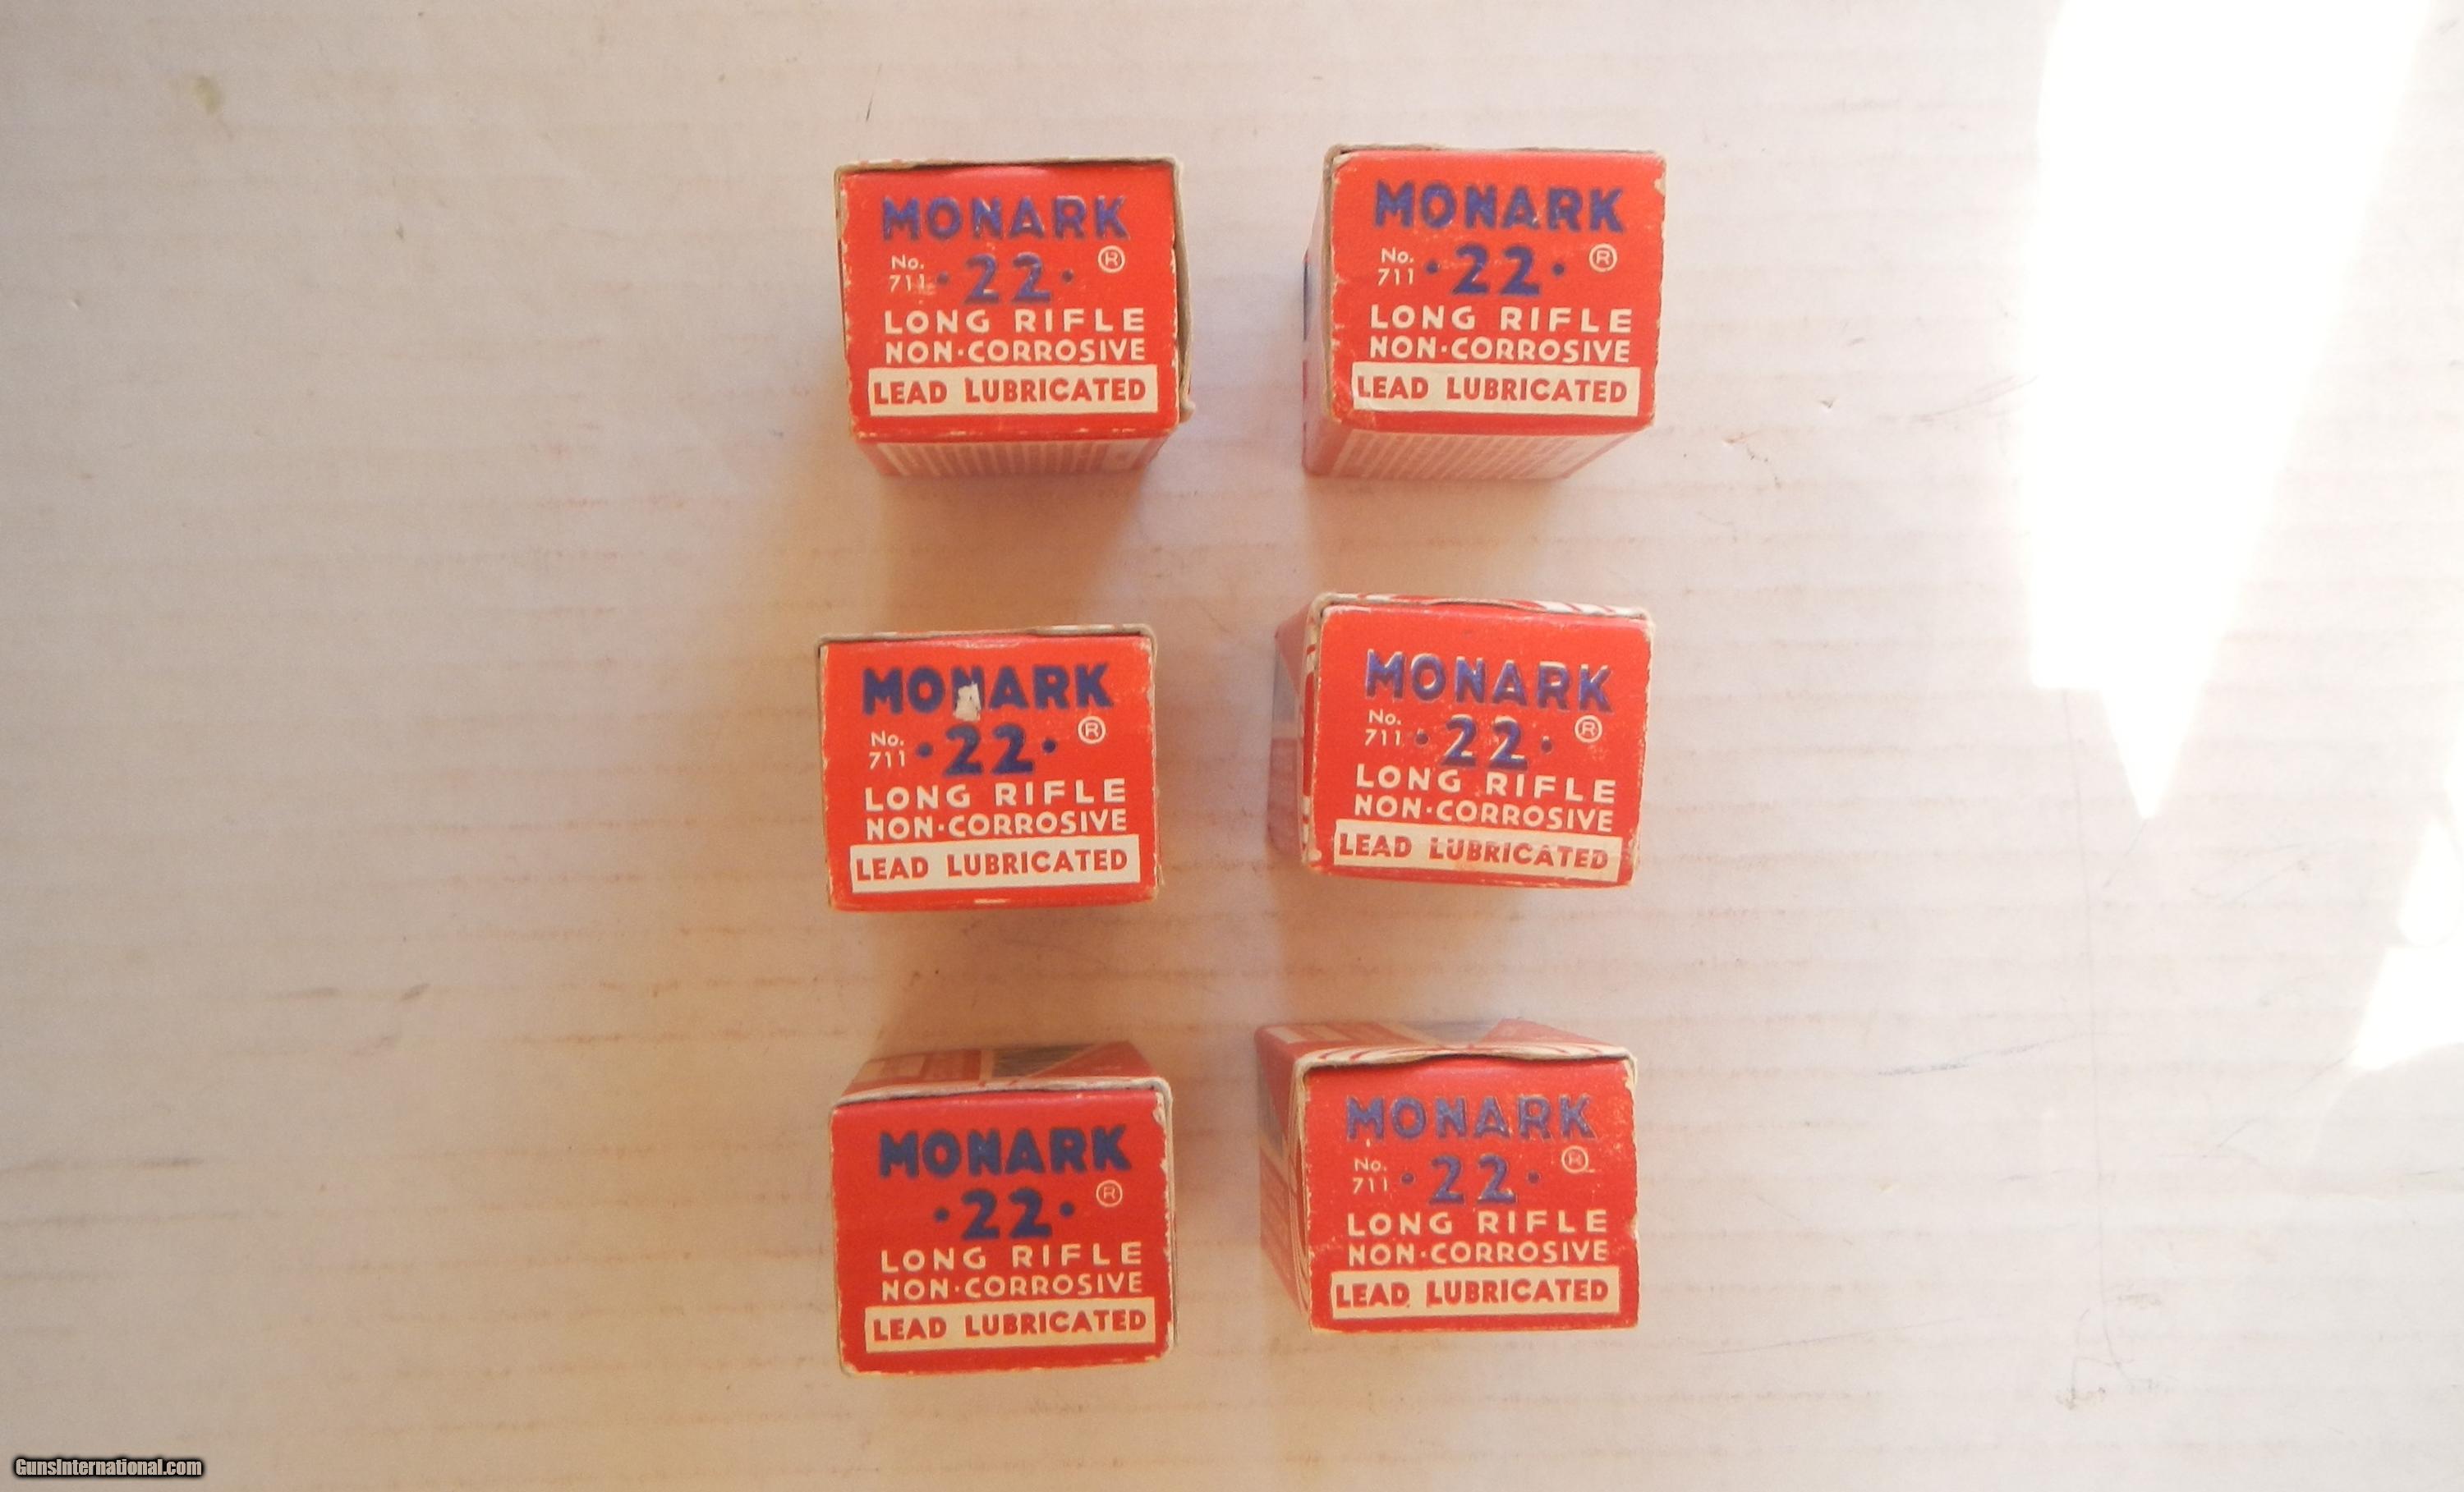 MONARK
No.
711 • 22 • ®
LONG RIFLE
NON-CORROSIVE
LEAD LUBRICATED
MONARK
No.
711 • 22 • ®
LONG RIFLE
NON-CORROSIVE
LEAD LUBRICATED
MONARK
No.
711 • 22 • ®
LONG RIFLE
NON-CORROSIVE
LEAD LUBRICATED
MONARK
No.
711 • 22 • ®
LONG RIFLE
NON-CORROSIVE
LEAD LUBRICATED
MONARK
• 22 • ®
LONG RIFLE
NON-CORROSIVE
LEAD LUBRICATED
MONARK
No.
711 • 22 • ®
LONG RIFLE
NON-CORROSIVE
LEAD LUBRICATED
GunsInternational.com